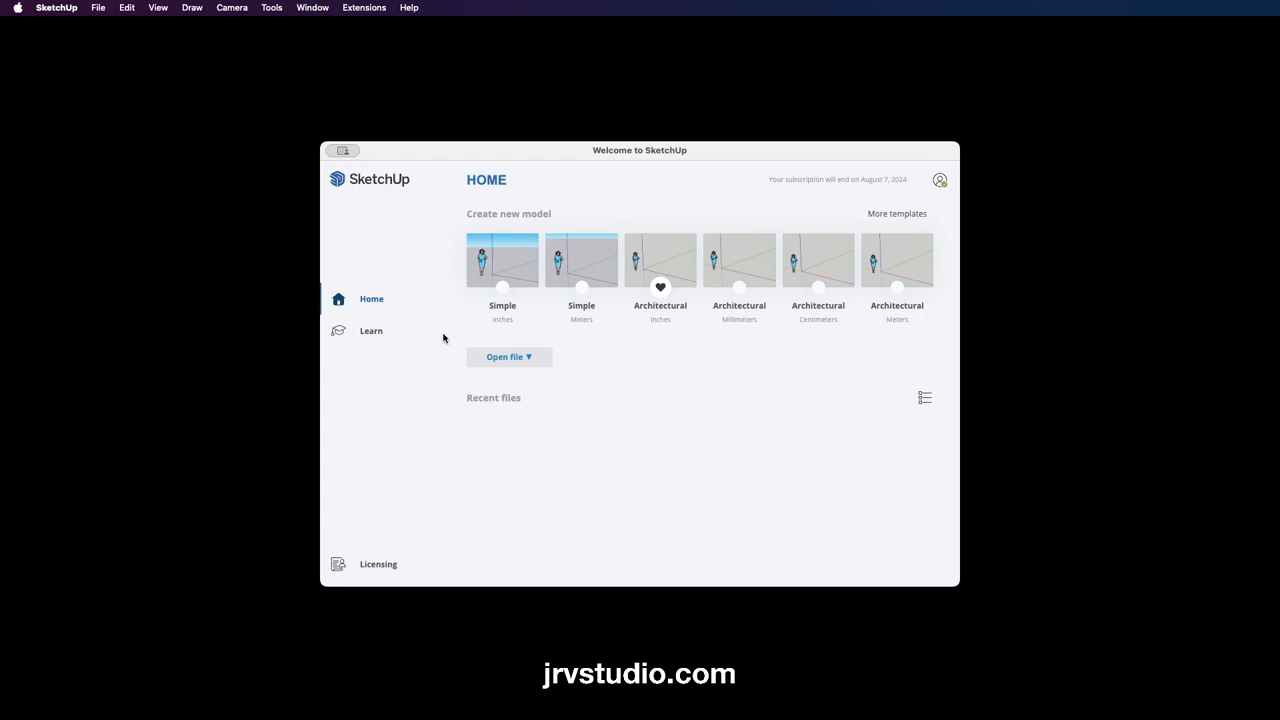 SketchUp File Edit View Draw Camera Tools Window Extensions Help
Welcome to SketchUp
SketchUp
HOME
Your subscription will end on August 7, 2024
Create new model
More templates
Simple
Inches
Simple
Meters
Architectural
Inches
Architectural
Millimeters
Architectural
Centimeters
Architectural
Meters
Home
Learn
Open file ▼
Recent files
Licensing
jrvstudio.com